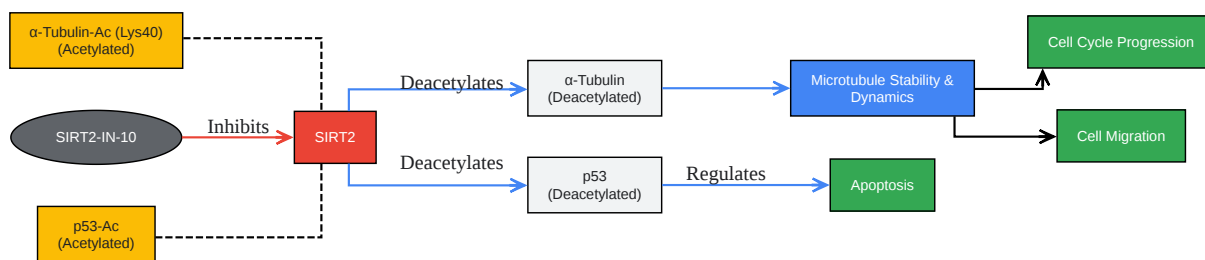 α-Tubulin-Ac (Lys40)
(Acetylated)
Cell Cycle Progression
Deacetylates
α-Tubulin
(Deacetylated)
Microtubule Stability &
Dynamics
SIRT2-IN-10
Inhibits
SIRT2
Cell Migration
Deacetylates
p53
(Deacetylated)
Regulates
Apoptosis
p53-Ac
(Acetylated)